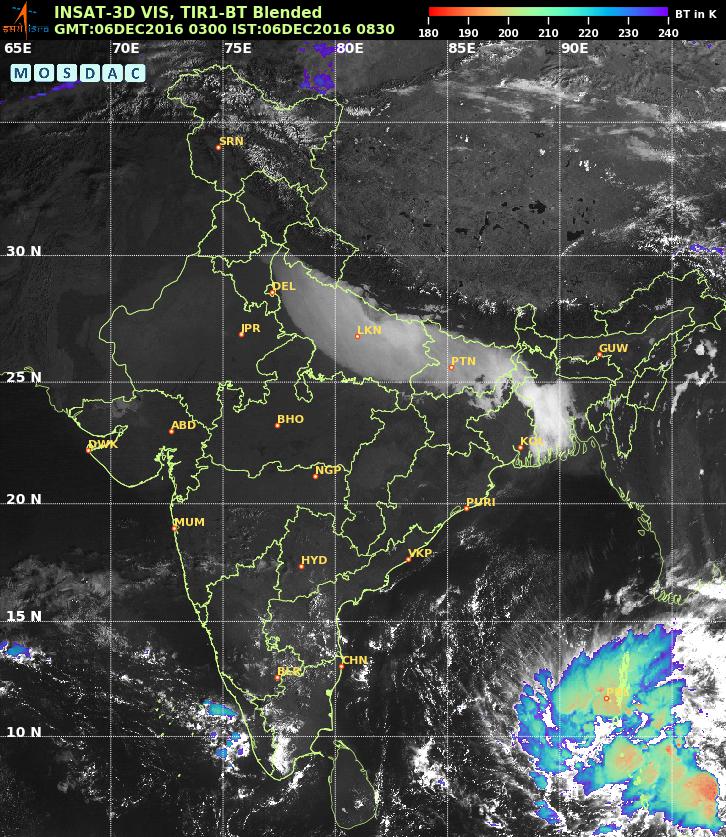 INSAT-3D VIS, TIR1-BT Blended
GMT:06DEC2016 0300 IST:06DEC2016 0830
BT in K
180 190 200 210 220 230 240
65E 70E 75E 80E 85E 90E
MOSDAC
SRN
30 N
DEL
JPR LKN
GUW
PTN
25 N
ABD BHO
DWK KOL
NGP
20 N
PURI
MUM
VKP
HYD
15 N
CHN
BLR
PBL
10 N